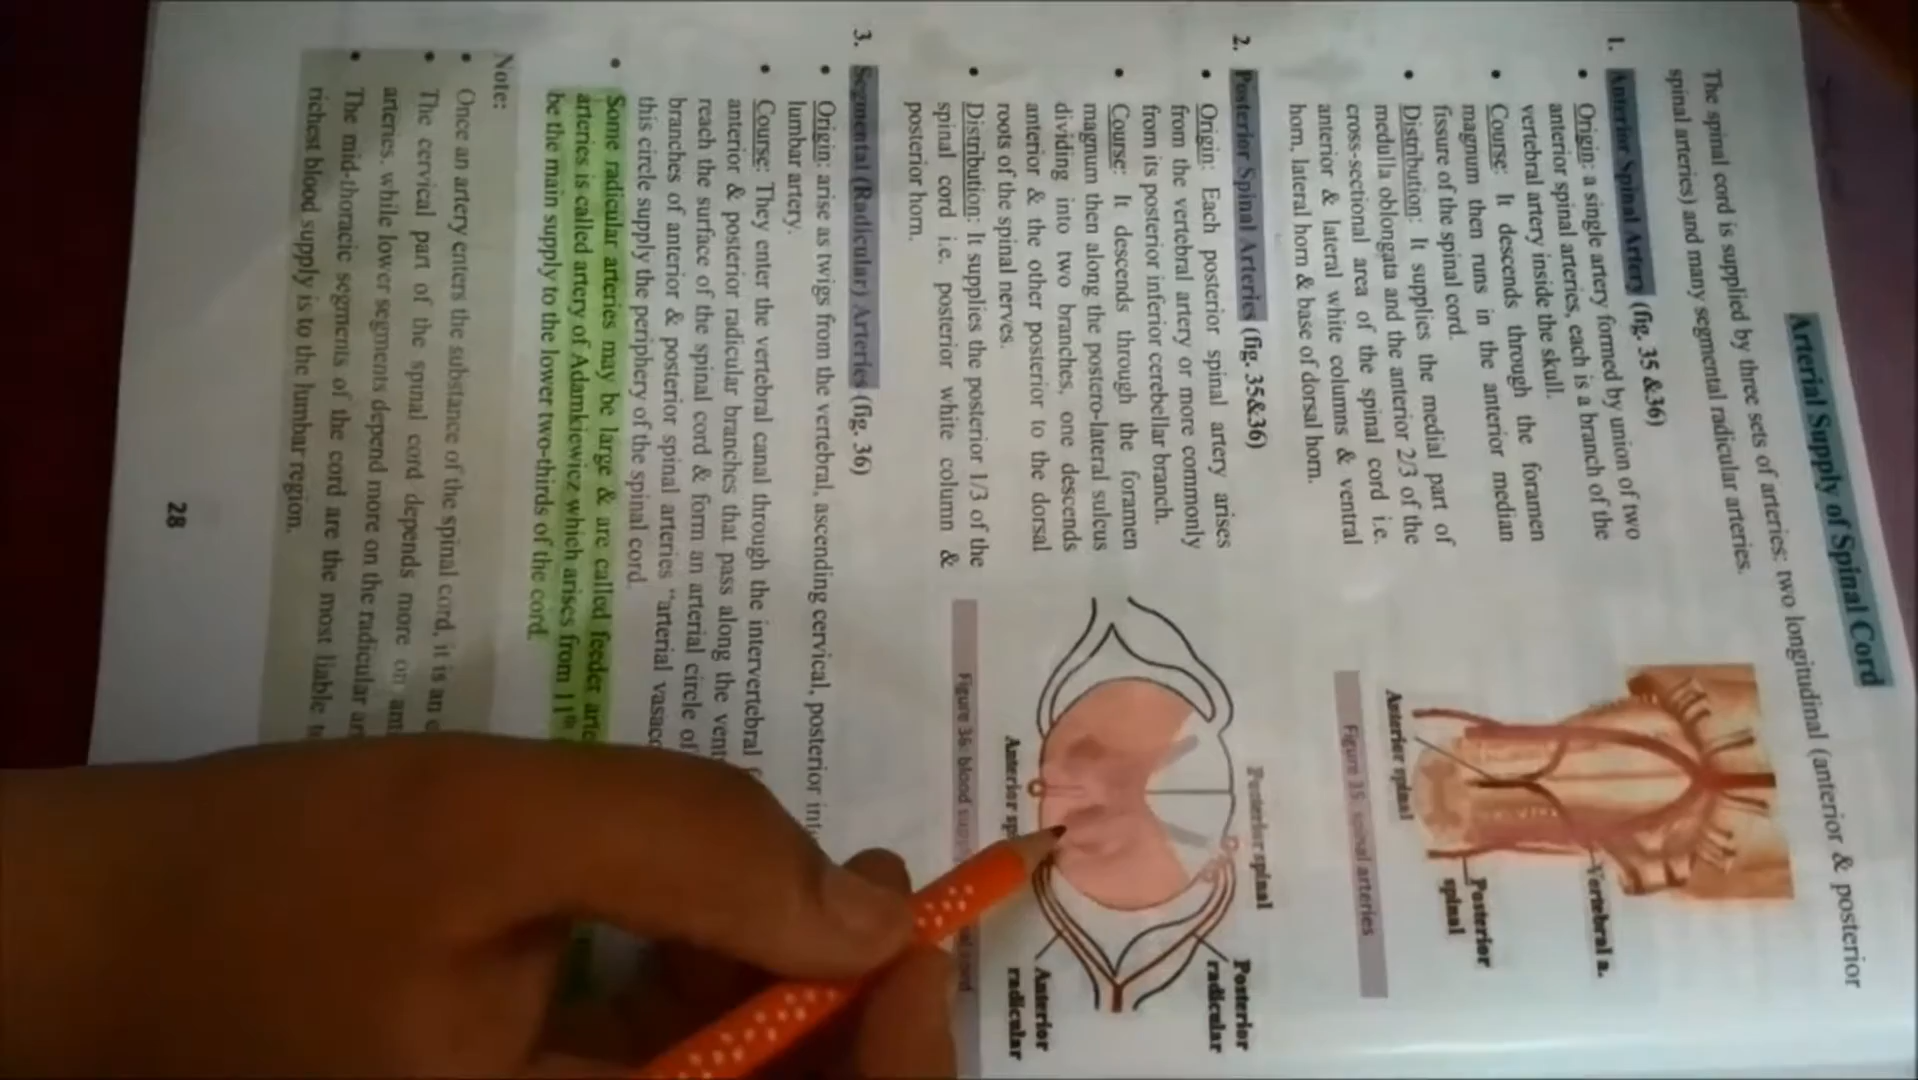 Arterial Supply of Spinal Cord
The spinal cord is supplied by three sets of arteries: two longitudinal (anterior & posterior
spinal arteries) and many segmental radicular arteries.
1. Anterior Spinal Artery (fig. 35 &36)
• Origin: a single artery formed by union of two
anterior spinal arteries, each is a branch of the
vertebral artery inside the skull.
• Course: It descends through the foramen
magnum then runs in the anterior median
fissure of the spinal cord.
• Distribution: It supplies the medial part of
medulla oblongata and the anterior 2/3 of the
cross-sectional area of the spinal cord i.e.
anterior & lateral white columns & ventral
horn, lateral horn & base of dorsal horn.
Vertebral a.
Posterior
spinal
Anterior spinal
Figure 35: spinal arteries
2. Posterior Spinal Arteries (fig. 35&36)
• Origin: Each posterior spinal artery arises
from the vertebral artery or more commonly
from its posterior inferior cerebellar branch.
• Course: It descends through the foramen
magnum then along the postero-lateral sulcus
dividing into two branches, one descends
anterior & the other posterior to the dorsal
roots of the spinal nerves.
• Distribution: It supplies the posterior 1/3 of the
spinal cord i.e. posterior white column &
posterior horn.
Posterior spinal
Posterior
radicular
Anterior
radicular
Anterior sp
Figure 36: blood cord
3. Segmental (Radicular) Arteries (fig. 36)
• Origin: arise as twigs from the vertebral, ascending cervical, posterior
lumbar artery.
• Course: They enter the vertebral canal through the intervertebral
anterior & posterior radicular branches that pass along the
reach the surface of the spinal cord & form an arterial circle of
branches of anterior & posterior spinal arteries "arterial
this circle supply the periphery of the spinal cord.
• Some radicular arteries may be large & are called feeder
arteries is called artery of Adamkiewicz which arises from 11th
be the main supply to the lower two-thirds of the cord.
Note:
• Once an artery enters the substance of the spinal cord, it is an
• The cervical part of the spinal cord depends more on
arteries, while lower segments depend more on the radicular
• The mid-thoracic segments of the cord are the most liable
richest blood supply is to the lumbar region.
28